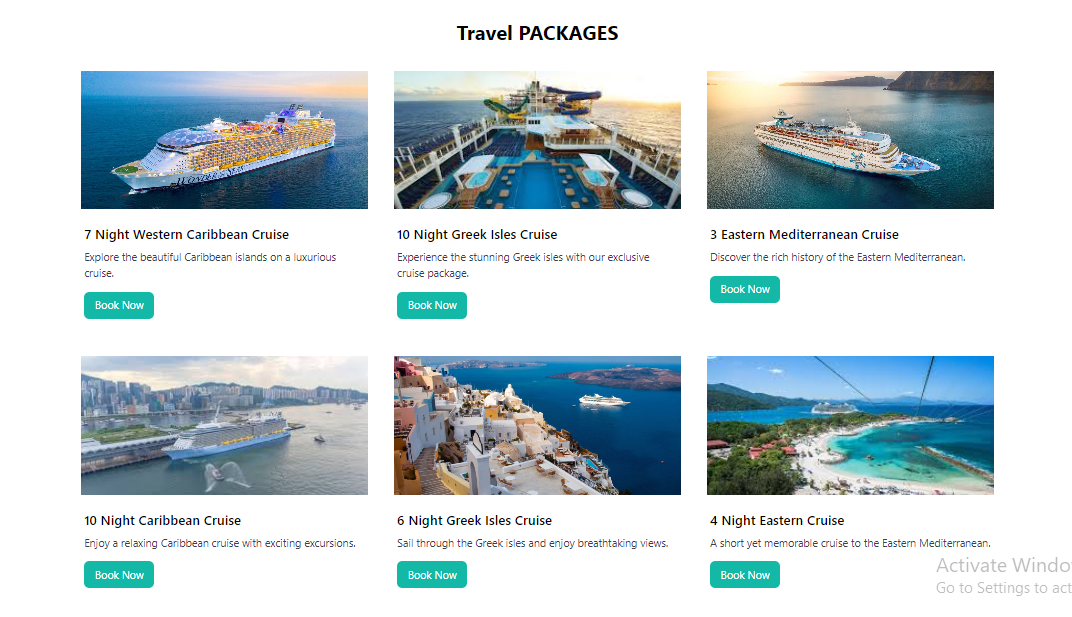 Travel PACKAGES
7 Night Western Caribbean Cruise
Explore the beautiful Caribbean islands on a luxurious
cruise.
Book Now
10 Night Greek Isles Cruise
Experience the stunning Greek isles with our exclusive
cruise package.
Book Now
3 Eastern Mediterranean Cruise
Discover the rich history of the Eastern Mediterranean.
Book Now
10 Night Caribbean Cruise
Enjoy a relaxing Caribbean cruise with exciting excursions.
Book Now
6 Night Greek Isles Cruise
Sail through the Greek isles and enjoy breathtaking views.
Book Now
4 Night Eastern Cruise
A short yet memorable cruise to the Eastern Mediterranean.
Book Now
Activate Windo
Go to Settings to act